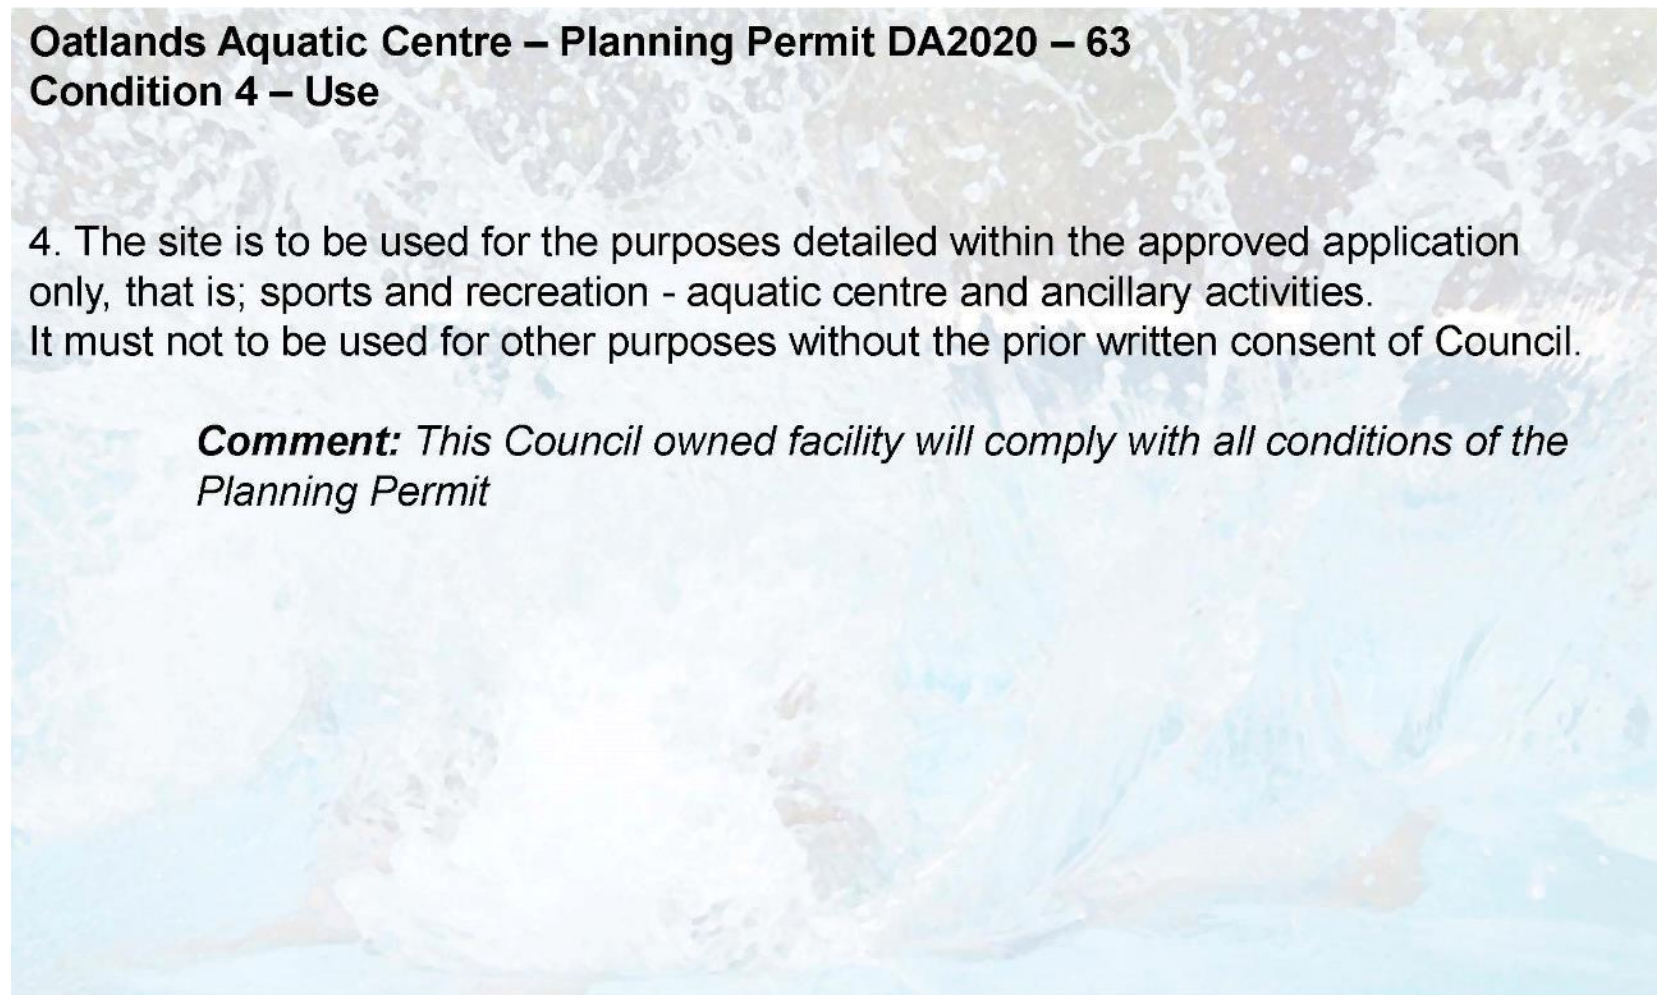 Oatlands Aquatic Centre – Planning Permit DA2020 – 63
Condition 4 – Use
4. The site is to be used for the purposes detailed within the approved application
only, that is; sports and recreation - aquatic centre and ancillary activities.
It must not to be used for other purposes without the prior written consent of Council.
Comment: This Council owned facility will comply with all conditions of the
Planning Permit